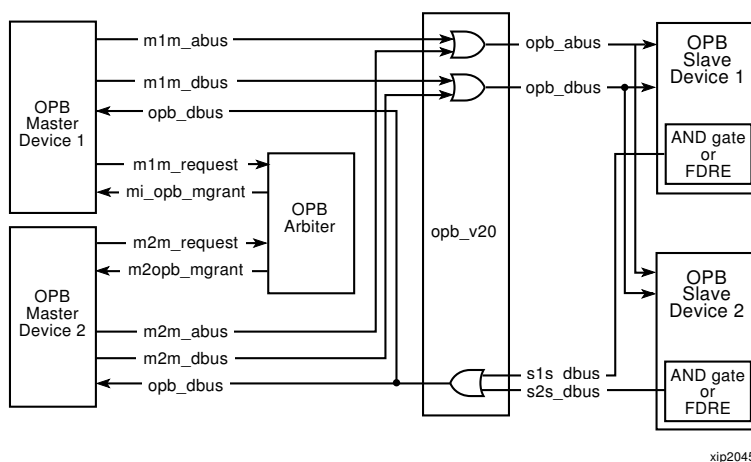 OPB
Master
Device 1
m1m_abus
m1m_dbus
opb_dbus
m1m_request
mi_opb_mgrant
OPB
Arbiter
OPB
Master
Device 2
m2m_request
m2opb_mgrant
m2m_abus
m2m_dbus
opb_dbus
opb_v20
opb_abus
opb_dbus
s1s_dbus
s2s_dbus
OPB
Slave
Device 1
AND gate
or
FDRE
OPB
Slave
Device 2
AND gate
or
FDRE
xip2045